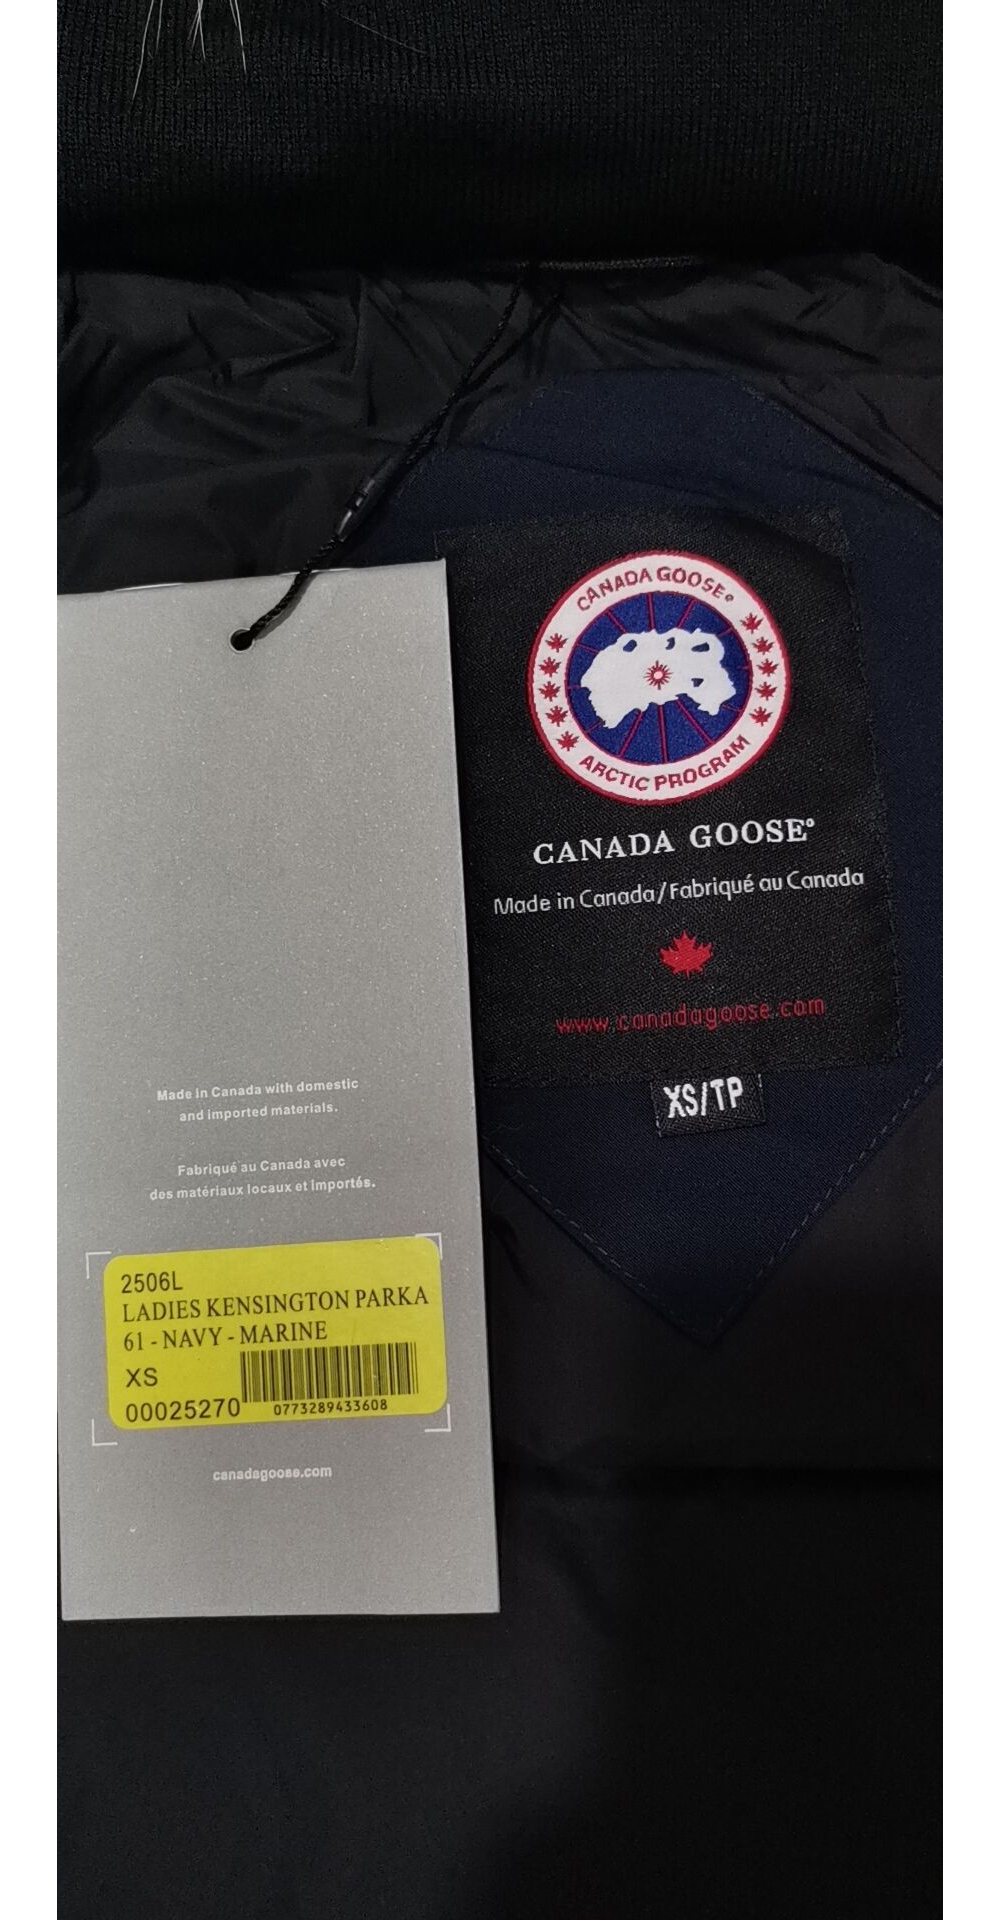 CANADA GOOSE®
ARCTIC PROGRAM
CANADA GOOSE®
Made in Canada/Fabriqué au Canada
www.canadagoose.com
XS/TP
Made in Canada with domestic
and imported materials.
Fabriqué au Canada avec
des matériaux locaux et importés.
2506L
LADIES KENSINGTON PARKA
61 - NAVY - MARINE
XS
00025270
0773289433608
canadagoose.com